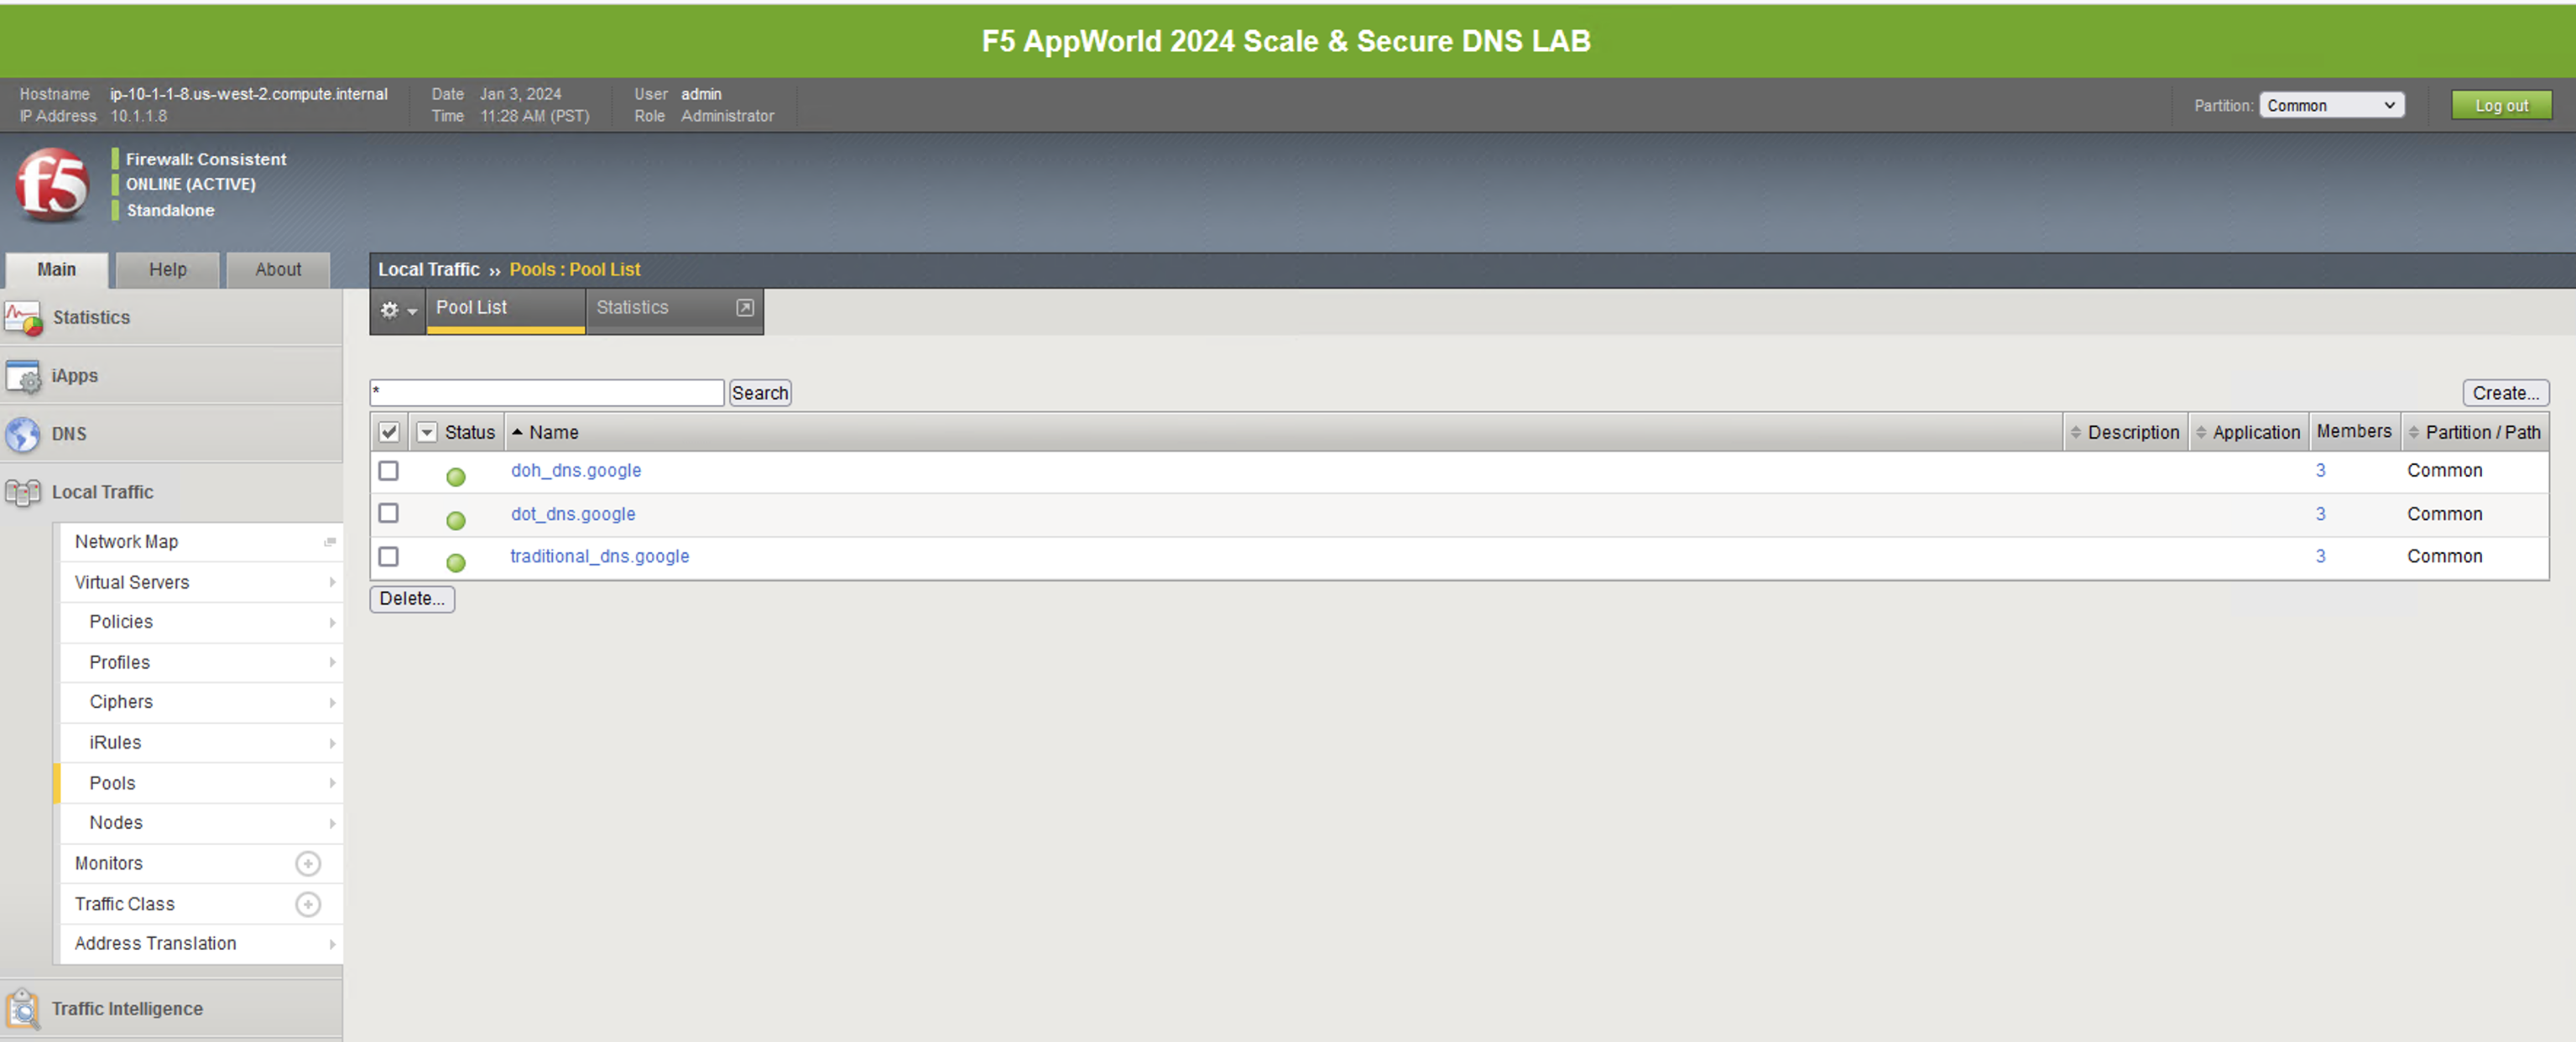 F5 AppWorld 2024 Scale & Secure DNS LAB
Hostname ip-10-1-1-8.us-west-2.compute.internal Date Jan 3, 2024 User admin
IP Address 10.1.1.8 Time 11:28 AM (PST) Role Administrator
Partition: Common Log out
f5
Firewall: Consistent
ONLINE (ACTIVE)
Standalone
Main Help About
Local Traffic ›› Pools : Pool List
Pool List Statistics
Statistics
iApps
DNS
Local Traffic
Network Map
Virtual Servers
Policies
Profiles
Ciphers
iRules
Pools
Nodes
Monitors
Traffic Class
Address Translation
Traffic Intelligence
* Search Create...
Status Name Description Application Members Partition / Path
doh_dns.google 3 Common
dot_dns.google 3 Common
traditional_dns.google 3 Common
Delete...